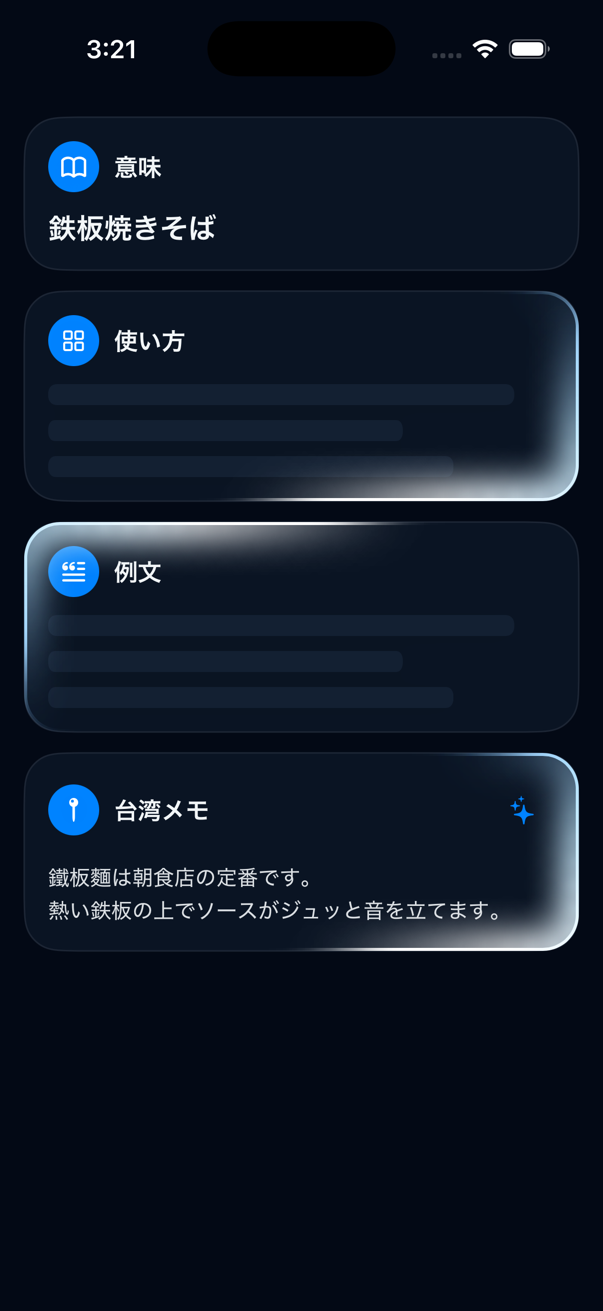 3:21
意味
鉄板焼きそば
使い方
例文
台湾メモ
鐵板麵は朝食店の定番です。
熱い鉄板の上でソースがジュッと音を立てます。